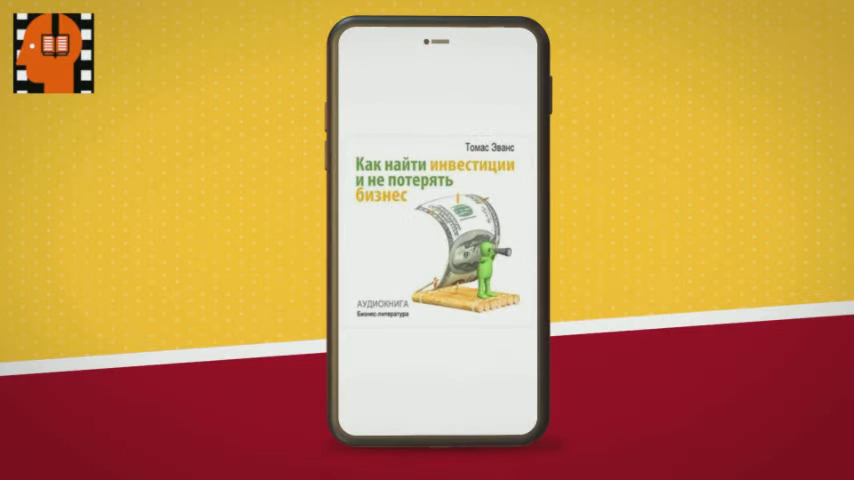 Томас Эванс
Как найти инвестиции
и не потерять
бизнес
АУДИОКНИГА
Бизнес-литература